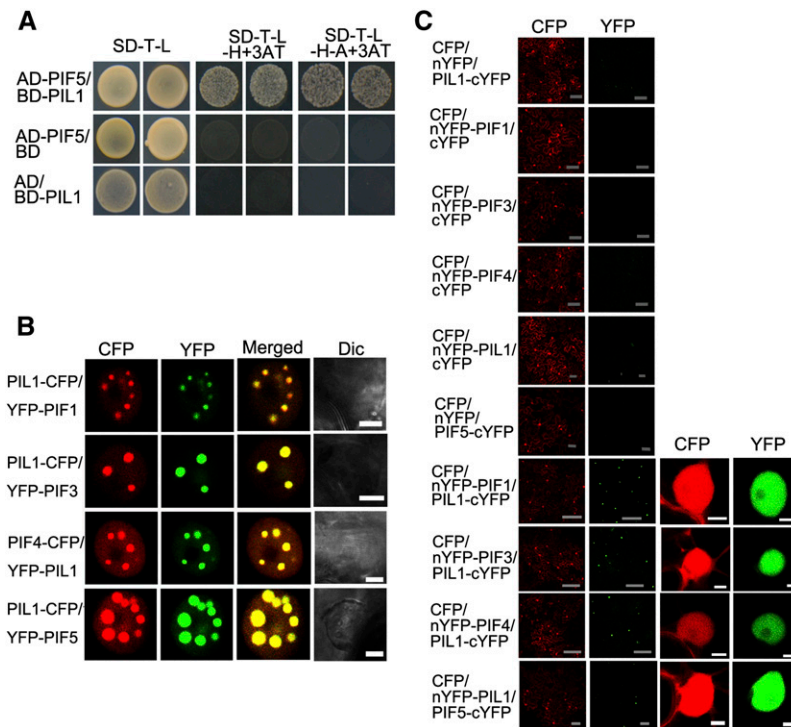 A
SD-T-L
SD-T-L
-H+3AT
SD-T-L
-H-A+3AT
AD-PIF5/
BD-PIL1
AD-PIF5/
BD
AD/
BD-PIL1
B
CFP YFP Merged Dic
PIL1-CFP/
YFP-PIF1
PIL1-CFP/
YFP-PIF3
PIF4-CFP/
YFP-PIL1
PIL1-CFP/
YFP-PIF5
C
CFP YFP
CFP/
nYFP/
PIL1-cYFP
CFP/
nYFP-PIF1/
cYFP
CFP/
nYFP-PIF3/
cYFP
CFP/
nYFP-PIF4/
cYFP
CFP/
nYFP-PIL1/
cYFP
CFP/
nYFP/
PIF5-cYFP
CFP YFP
CFP/
nYFP-PIF1/
PIL1-cYFP
CFP/
nYFP-PIF3/
PIL1-cYFP
CFP/
nYFP-PIF4/
PIL1-cYFP
CFP/
nYFP-PIL1/
PIF5-cYFP